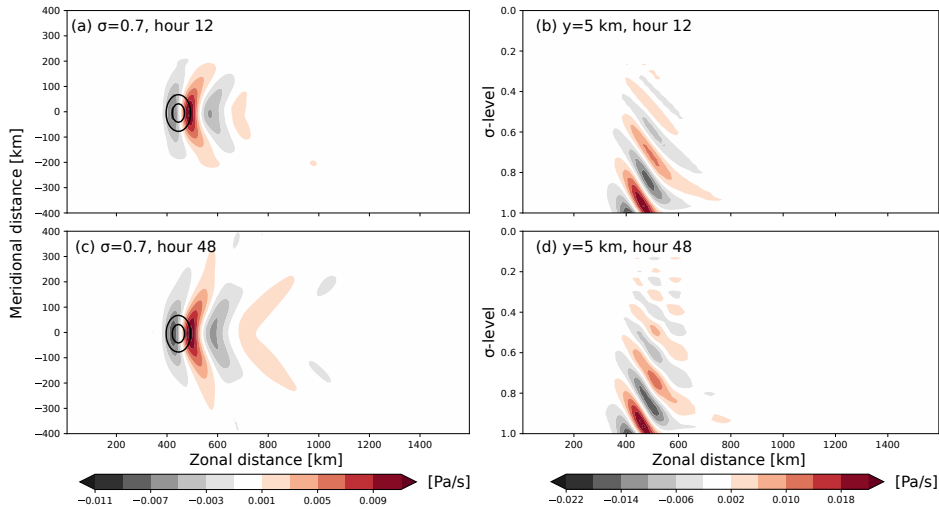 (a) σ=0.7, hour 12
400
300
200
100
0
−100
−200
−300
−400
(b) y=5 km, hour 12
0.0
0.2
0.4
0.6
0.8
1.0
σ-level
Meridional distance [km]
(c) σ=0.7, hour 48
400
300
200
100
0
−100
−200
−300
−400
200 400 600 800 1000 1200 1400
Zonal distance [km]
(d) y=5 km, hour 48
0.0
0.2
0.4
0.6
0.8
1.0
σ-level
200 400 600 800 1000 1200 1400
Zonal distance [km]
−0.011 −0.007 −0.003 0.001 0.005 0.009
[Pa/s]
−0.022 −0.014 −0.006 0.002 0.010 0.018
[Pa/s]